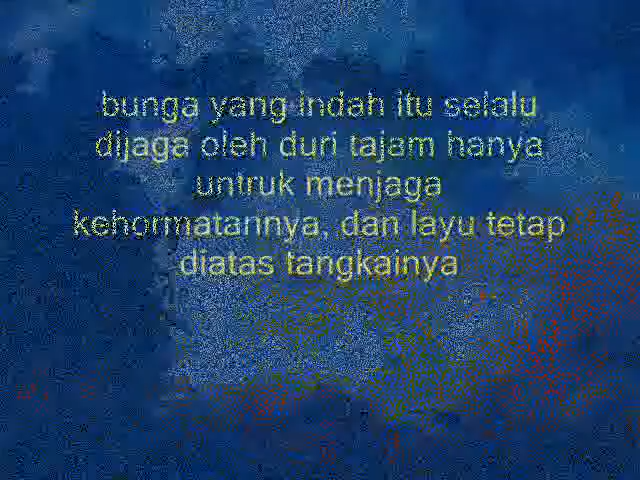 bunga yang indah itu selalu
dijaga oleh duri tajam hanya
untruk menjaga
kehormatannya, dan layu tetap
diatas tangkainya